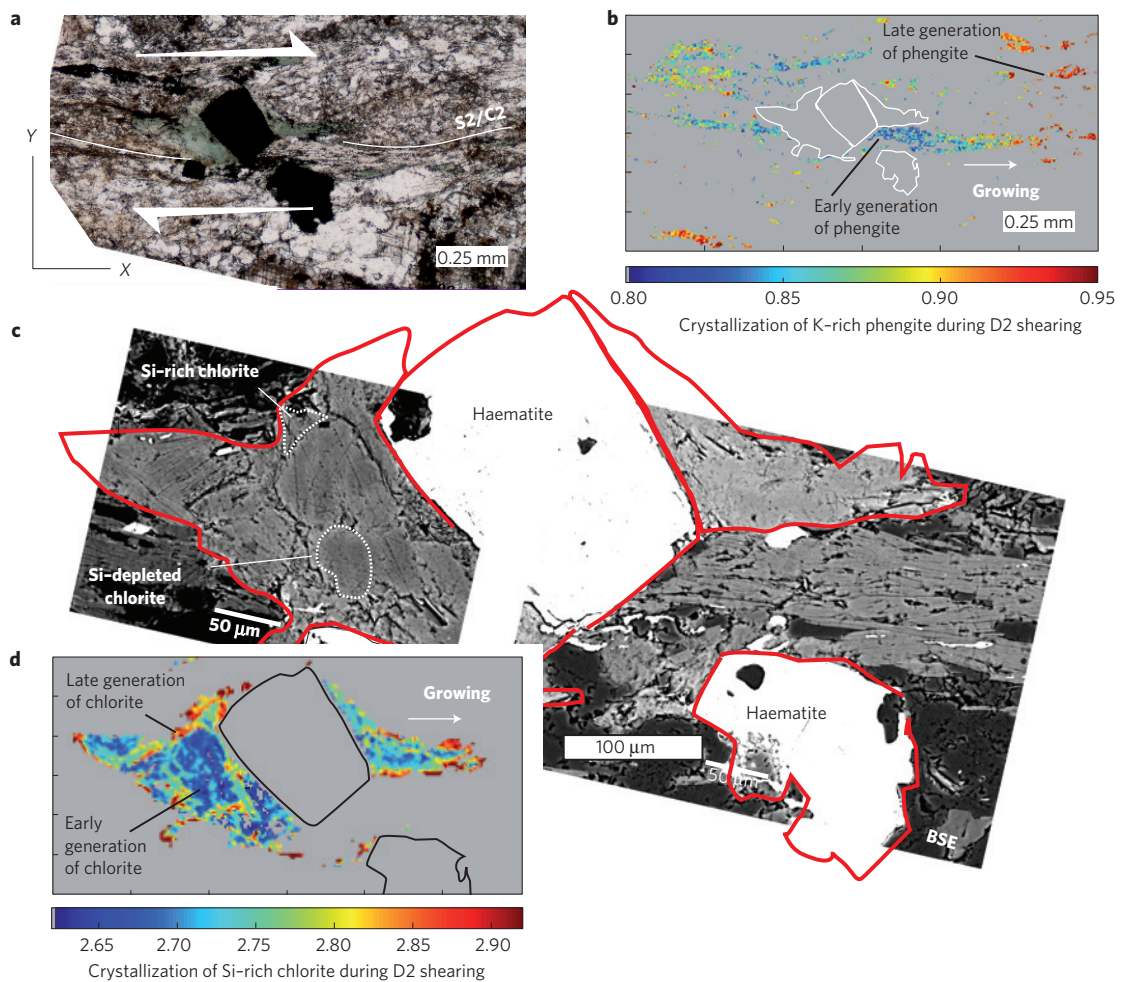 a
S2/C2
Y
X
0.25 mm
b
Late generation
of phengite
Early generation
of phengite
Growing
0.25 mm
0.80
0.85
0.90
0.95
Crystallization of K–rich phengite during D2 shearing
c
Si–rich chlorite
Haematite
Si–depleted
chlorite
50 µm
Haematite
100 µm
50 µm
BSE
d
Late generation
of chlorite
Growing
Early
generation
of chlorite
2.65
2.70
2.75
2.80
2.85
2.90
Crystallization of Si–rich chlorite during D2 shearing